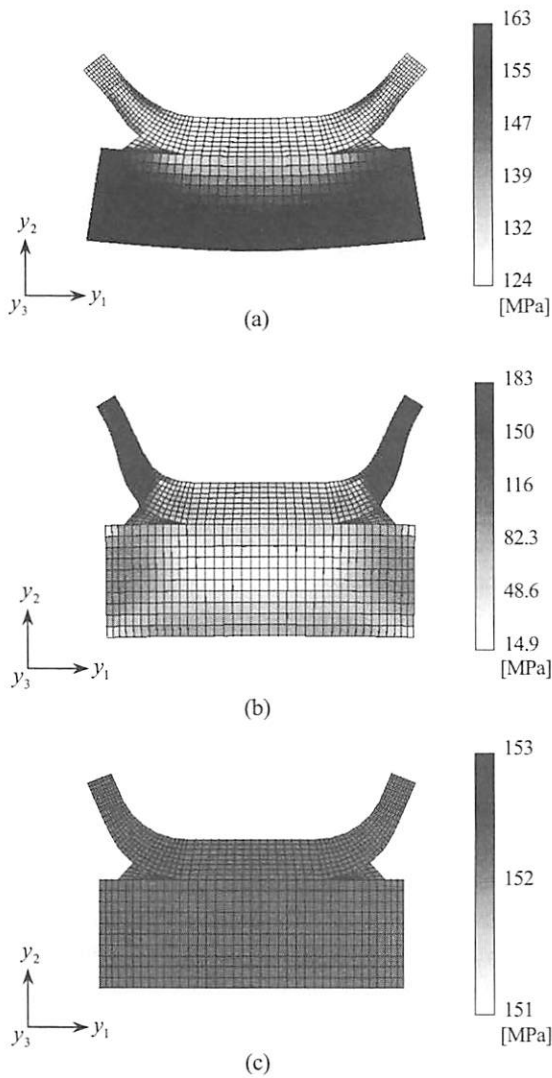 163
155
147
139
132
124
[MPa]
y2
y3
y1
(a)
183
150
116
82.3
48.6
14.9
[MPa]
y2
y3
y1
(b)
153
152
151
[MPa]
y2
y3
y1
(c)